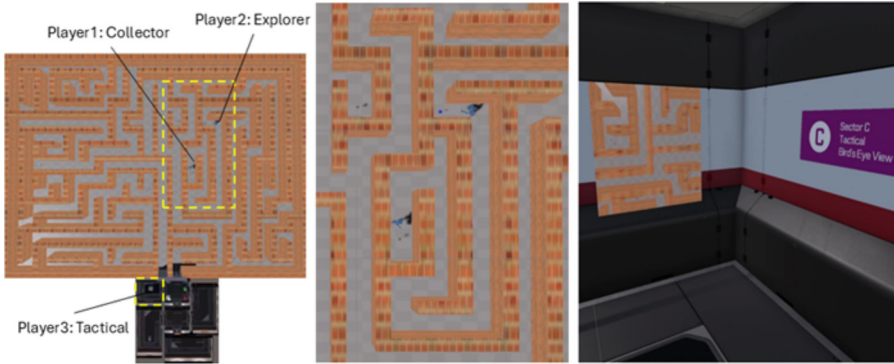 Player1: Collector
Player2: Explorer
Player3: Tactical
C
Sector C
Tactical
Bird's Eye View